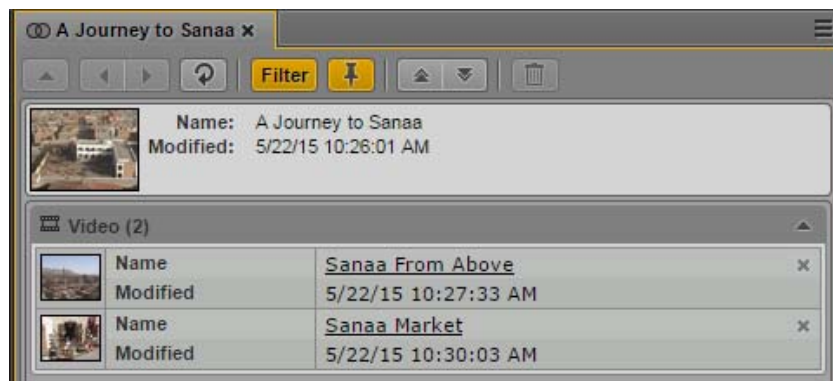 A Journey to Sanaa
Filter
Name: A Journey to Sanaa
Modified: 5/22/15 10:26:01 AM
Video (2)
Name Sanaa From Above
Modified 5/22/15 10:27:33 AM
Name Sanaa Market
Modified 5/22/15 10:30:03 AM